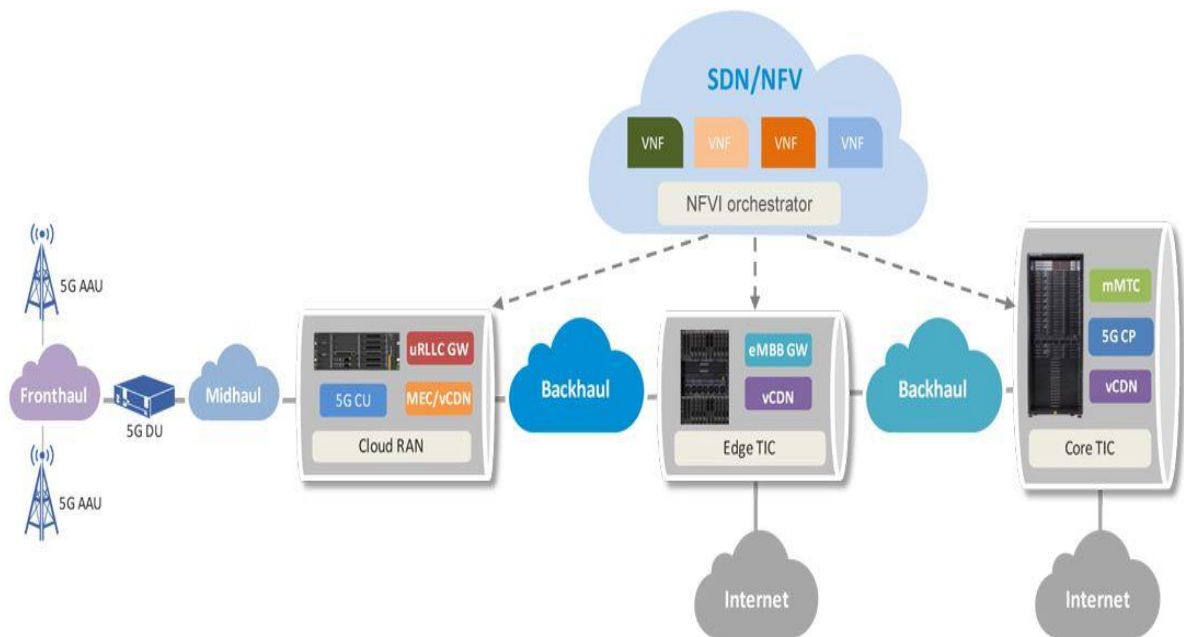 SDN/NFV
VNF
VNF
VNF
VNF
NFVI orchestrator
5G AAU
Fronthaul
5G DU
Midhaul
5G AAU
uRLLC GW
5G CU
MEC/vCDN
Cloud RAN
Backhaul
eMBB GW
vCDN
Edge TIC
Backhaul
mMTC
5G CP
vCDN
Core TIC
Internet
Internet